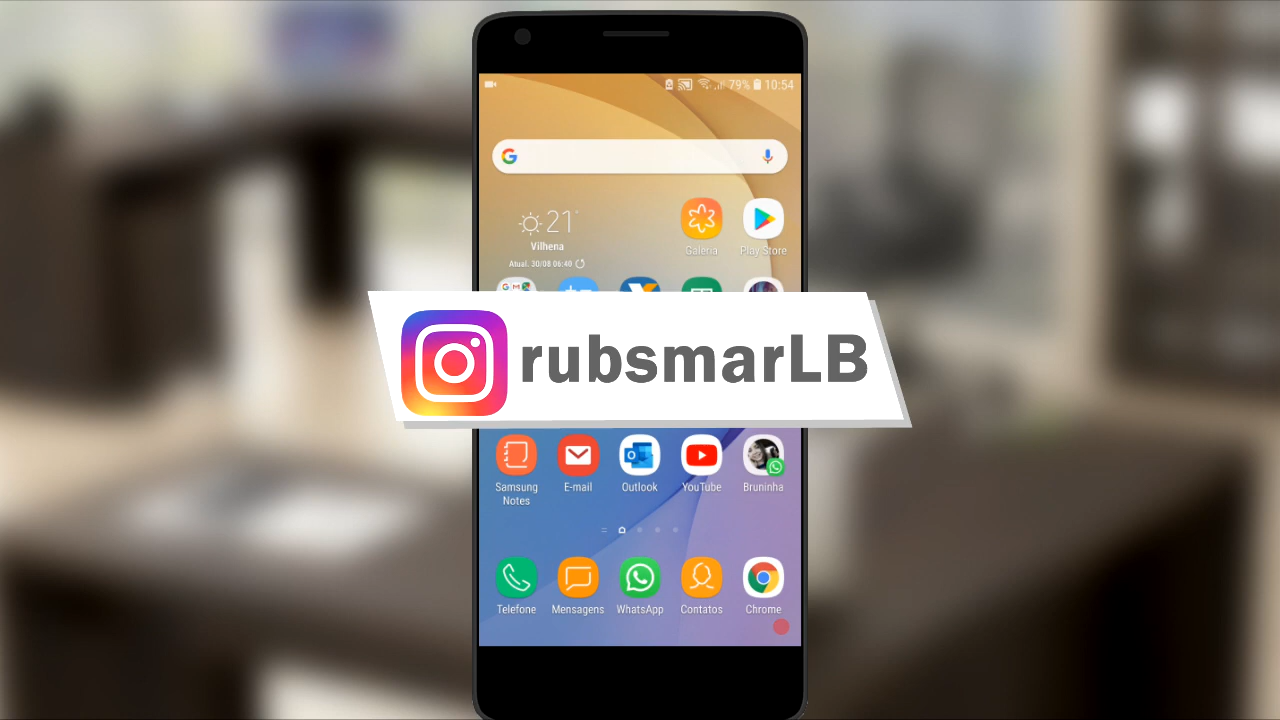 79% 10:54
21°
Vilhena
Atual. 30/08 06:40
Galeria Play Store
rubsmarLB
Samsung Notes E-mail Outlook YouTube Bruninha
Telefone Mensagens WhatsApp Contatos Chrome